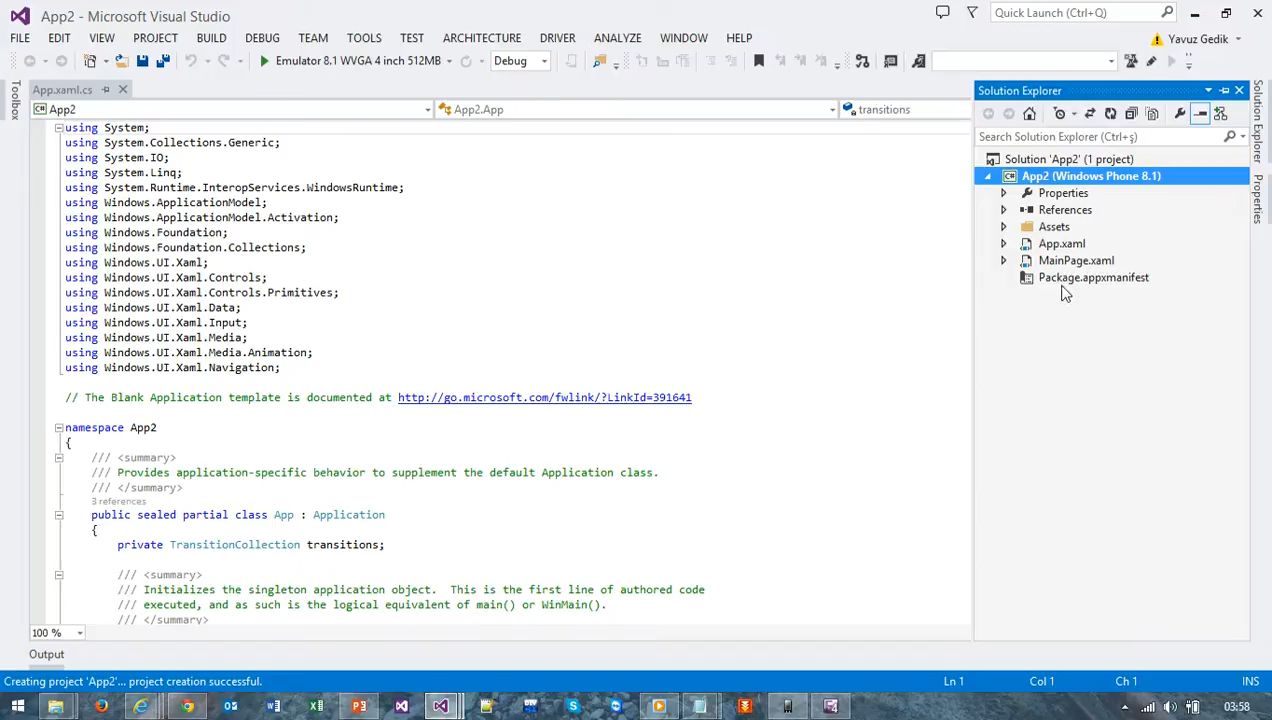 App2 - Microsoft Visual Studio
Quick Launch (Ctrl+Q)
FILE EDIT VIEW PROJECT BUILD DEBUG TEAM TOOLS TEST ARCHITECTURE DRIVER ANALYZE WINDOW HELP
Yavuz Gedik
Emulator 8.1 WVGA 4 inch 512MB
Debug
Toolbox
App.xaml.cs
App2
App2.App
transitions
using System;
using System.Collections.Generic;
using System.IO;
using System.Linq;
using System.Runtime.InteropServices.WindowsRuntime;
using Windows.ApplicationModel;
using Windows.ApplicationModel.Activation;
using Windows.Foundation;
using Windows.Foundation.Collections;
using Windows.UI.Xaml;
using Windows.UI.Xaml.Controls;
using Windows.UI.Xaml.Controls.Primitives;
using Windows.UI.Xaml.Data;
using Windows.UI.Xaml.Input;
using Windows.UI.Xaml.Media;
using Windows.UI.Xaml.Media.Animation;
using Windows.UI.Xaml.Navigation;
// The Blank Application template is documented at http://go.microsoft.com/fwlink/?LinkId=391641
namespace App2
{
/// <summary>
/// Provides application-specific behavior to supplement the default Application class.
/// </summary>
3 references
public sealed partial class App : Application
{
private TransitionCollection transitions;
/// <summary>
/// Initializes the singleton application object.  This is the first line of authored code
/// executed, and as such is the logical equivalent of main() or WinMain().
/// </summary>
100 %
Output
Solution Explorer
Search Solution Explorer (Ctrl+ş)
Solution 'App2' (1 project)
C# App2 (Windows Phone 8.1)
Properties
References
Assets
App.xaml
MainPage.xaml
Package.appxmanifest
Solution Explorer
Properties
Creating project 'App2'... project creation successful.
Ln 1
Col 1
Ch 1
INS
03:58